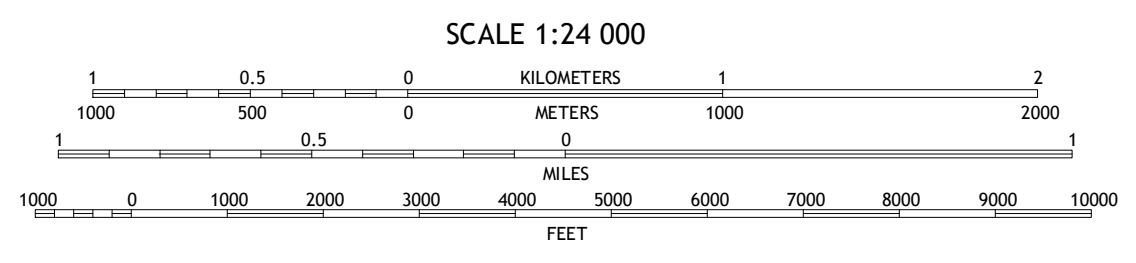 SCALE 1:24 000
1 0.5 0 KILOMETERS 1 2
1000 500 0 METERS 1000 2000
1 0.5 0 1
MILES
1000 0 1000 2000 3000 4000 5000 6000 7000 8000 9000 10000
FEET